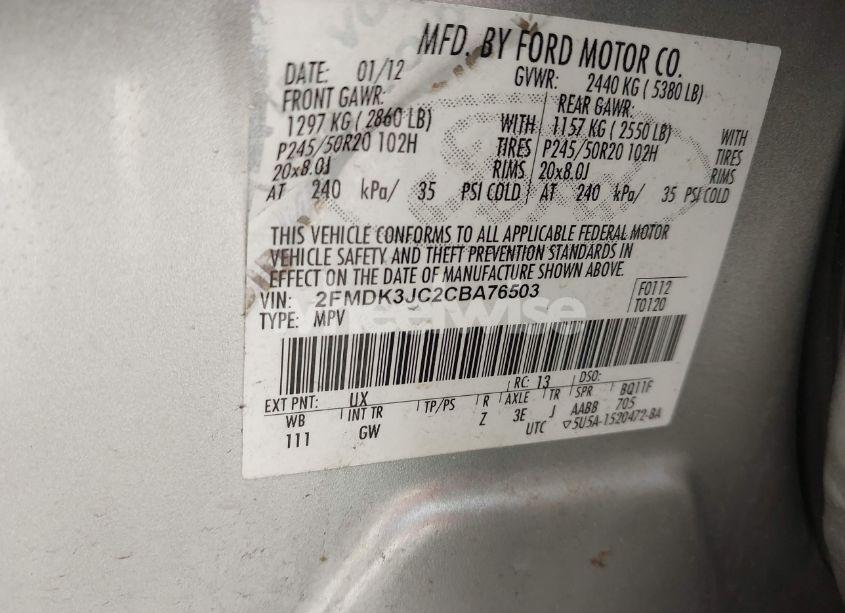 MFD. BY FORD MOTOR CO.
DATE: 01/12 GVWR: 2440 KG ( 5380 LB)
FRONT GAWR: REAR GAWR:
1297 KG ( 2860 LB) WITH 1157 KG ( 2550 LB) WITH
P245/50R20 102H TIRES P245/50R20 102H TIRES
20x8.0J RIMS 20x8.0J RIMS
AT 240 kPa/ 35 PSI COLD AT 240 kPa/ 35 PSI COLD
THIS VEHICLE CONFORMS TO ALL APPLICABLE FEDERAL MOTOR
VEHICLE SAFETY AND THEFT PREVENTION STANDARDS IN
EFFECT ON THE DATE OF MANUFACTURE SHOWN ABOVE.
VIN: 2FMDK3JC2CBA76503 F0112
TYPE: MPV T0120
wheelwise
RC: 13 DSO:
EXT PNT: UX R AXLE TR SPR BQ11F
WB INT TR TP/PS Z 3E J AABB 705
111 GW UTC ▽5U5A-1520472-BA